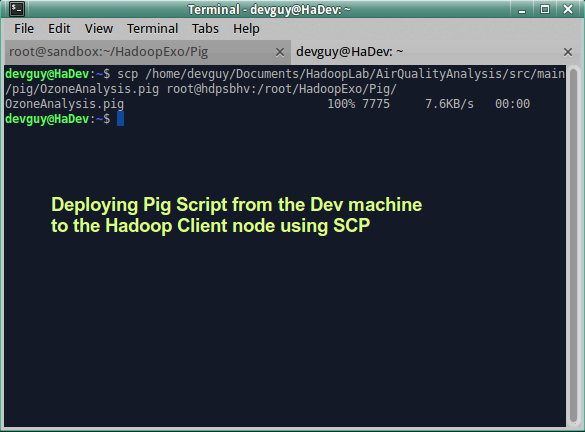 Terminal - devguy@HaDev: ~
File Edit View Terminal Tabs Help
root@sandbox:~/HadoopExo/Pig devguy@HaDev: ~
devguy@HaDev:~$ scp /home/devguy/Documents/HadoopLab/AirQualityAnalysis/src/main
/pig/OzoneAnalysis.pig root@hdpsbhv:/root/HadoopExo/Pig/
OzoneAnalysis.pig 100% 7775 7.6KB/s 00:00
devguy@HaDev:~$
Deploying Pig Script from the Dev machine
to the Hadoop Client node using SCP